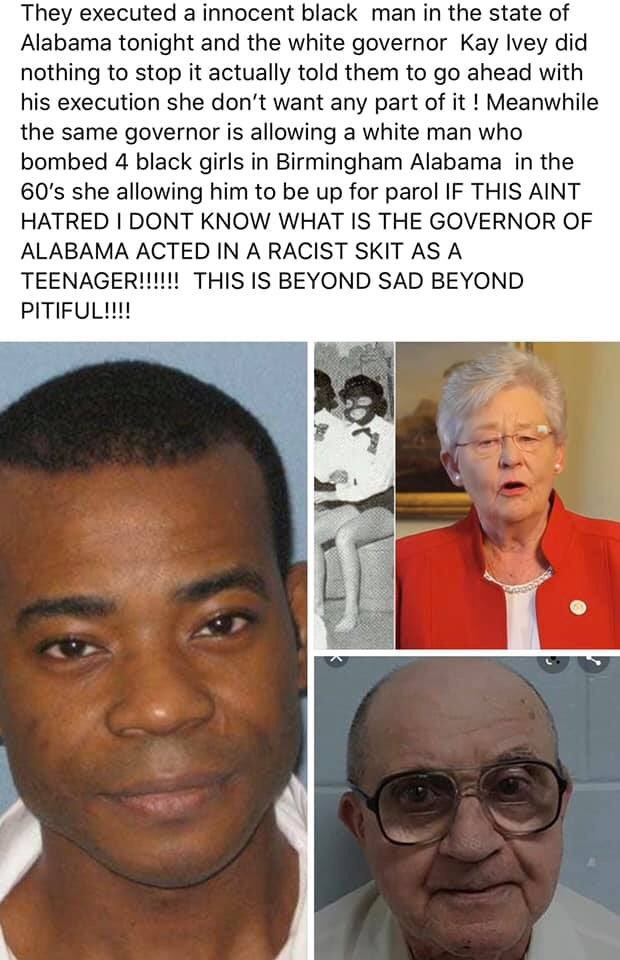 They executed a innocent black  man in the state of
Alabama tonight and the white governor  Kay Ivey did
nothing to stop it actually told them to go ahead with
his execution she don’t want any part of it ! Meanwhile
the same governor is allowing a white man who
bombed 4 black girls in Birmingham Alabama  in the
60’s she allowing him to be up for parol IF THIS AINT
HATRED I DONT KNOW WHAT IS THE GOVERNOR OF
ALABAMA ACTED IN A RACIST SKIT AS A
TEENAGER!!!!!!  THIS IS BEYOND SAD BEYOND
PITIFUL!!!!